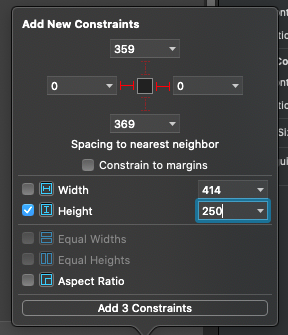 Add New Constraints
359
0 0
369
Spacing to nearest neighbor
Constrain to margins
Width 414
Height 250
Equal Widths
Equal Heights
Aspect Ratio
Add 3 Constraints